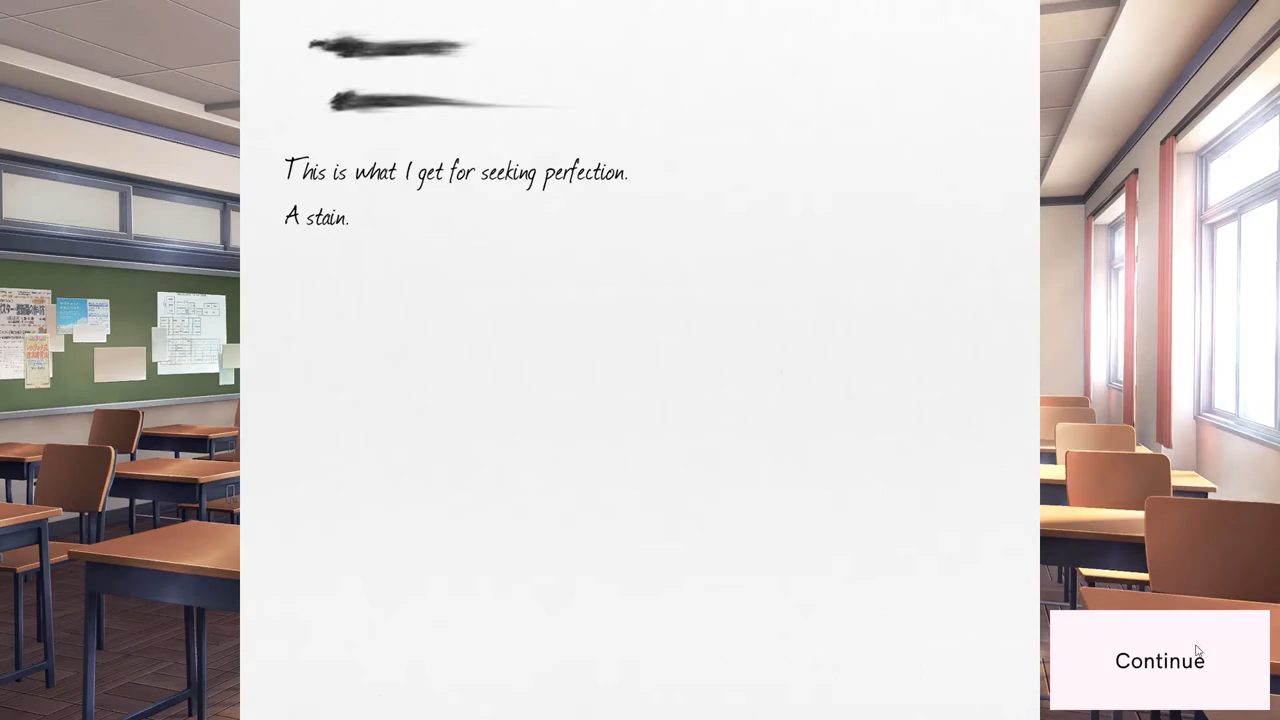 This is what I get for seeking perfection.
A stain.
Continue